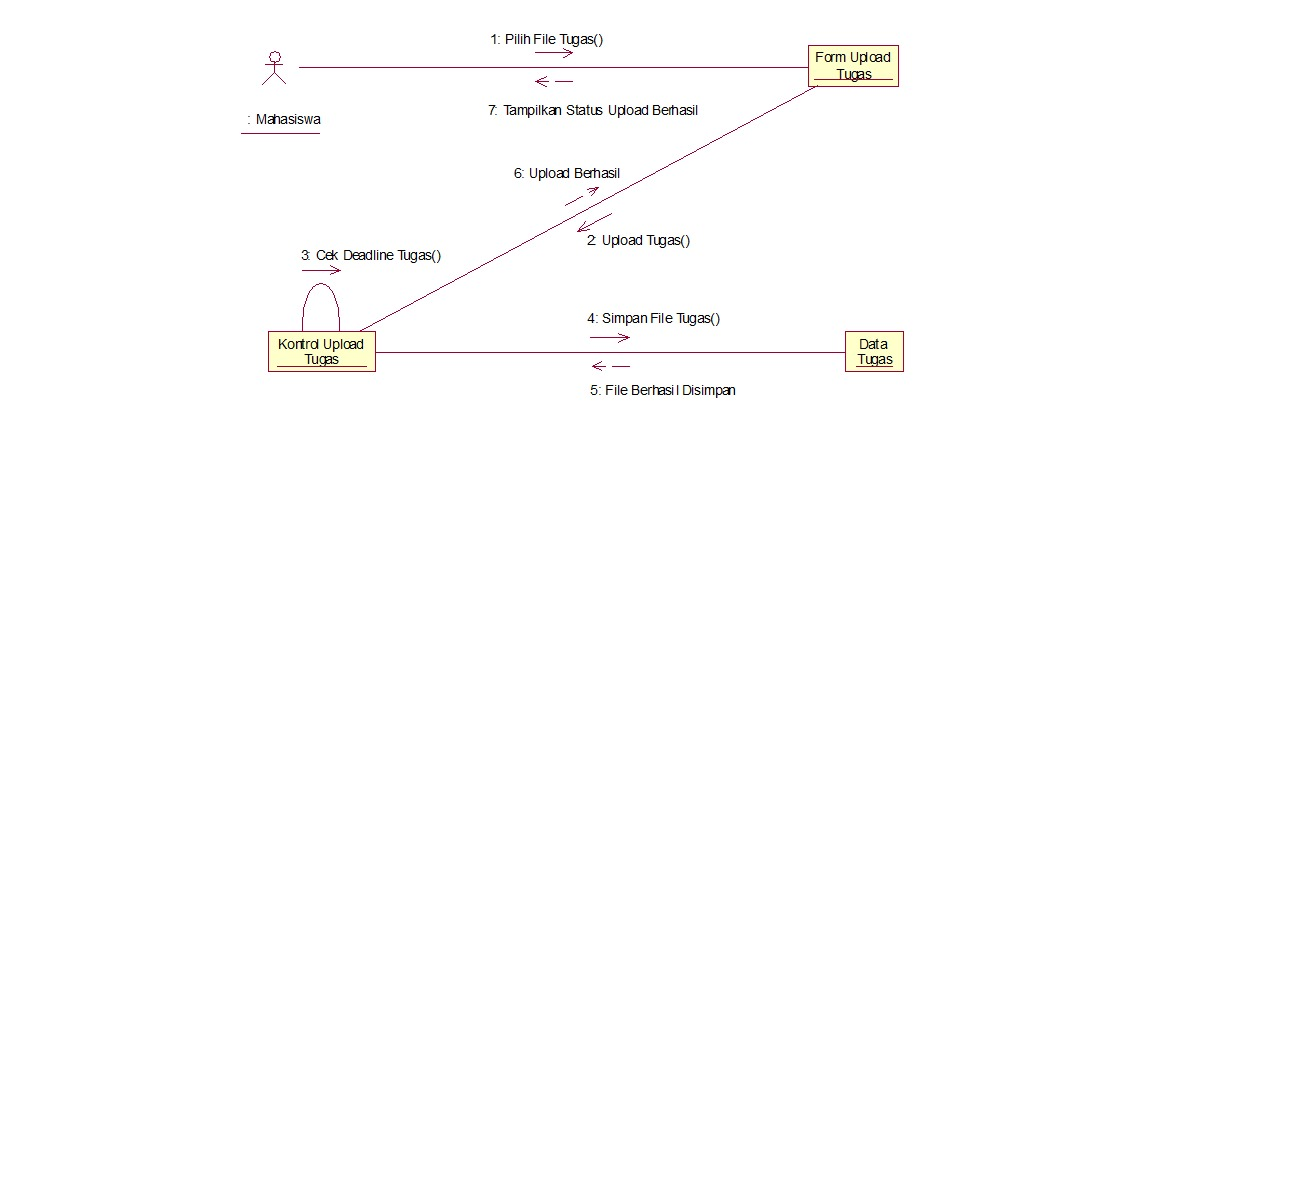 1: Pilih File Tugas()
Form Upload
Tugas
7: Tampilkan Status Upload Berhasil
: Mahasiswa
6: Upload Berhasil
2: Upload Tugas()
3: Cek Deadline Tugas()
4: Simpan File Tugas()
Kontrol Upload
Tugas
Data
Tugas
5: File Berhasil Disimpan